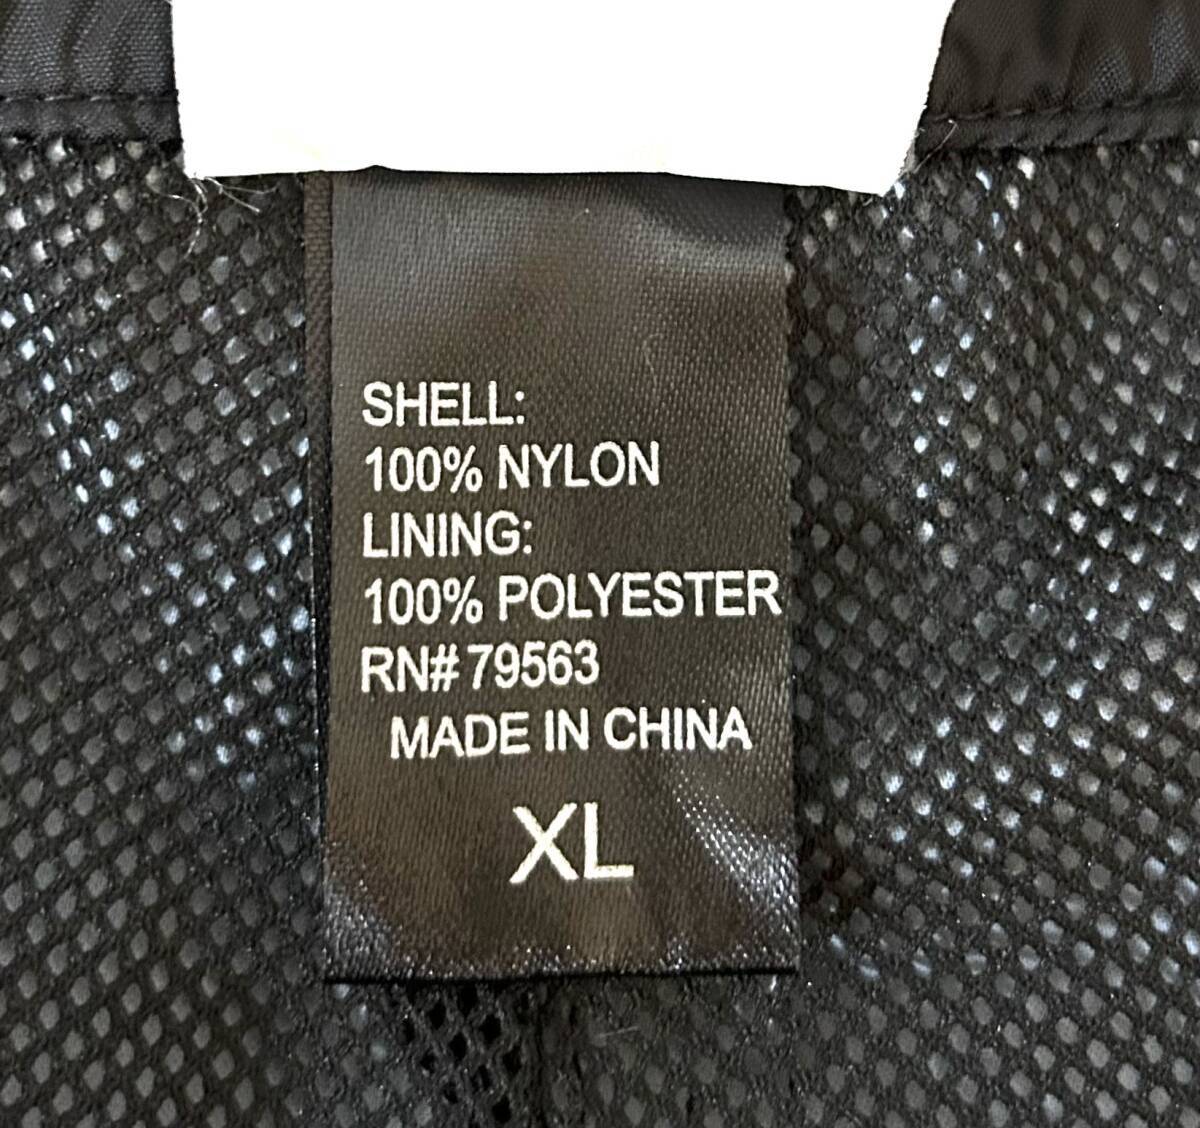 SHELL:
100% NYLON
LINING:
100% POLYESTER
RN# 79563
MADE IN CHINA
XL